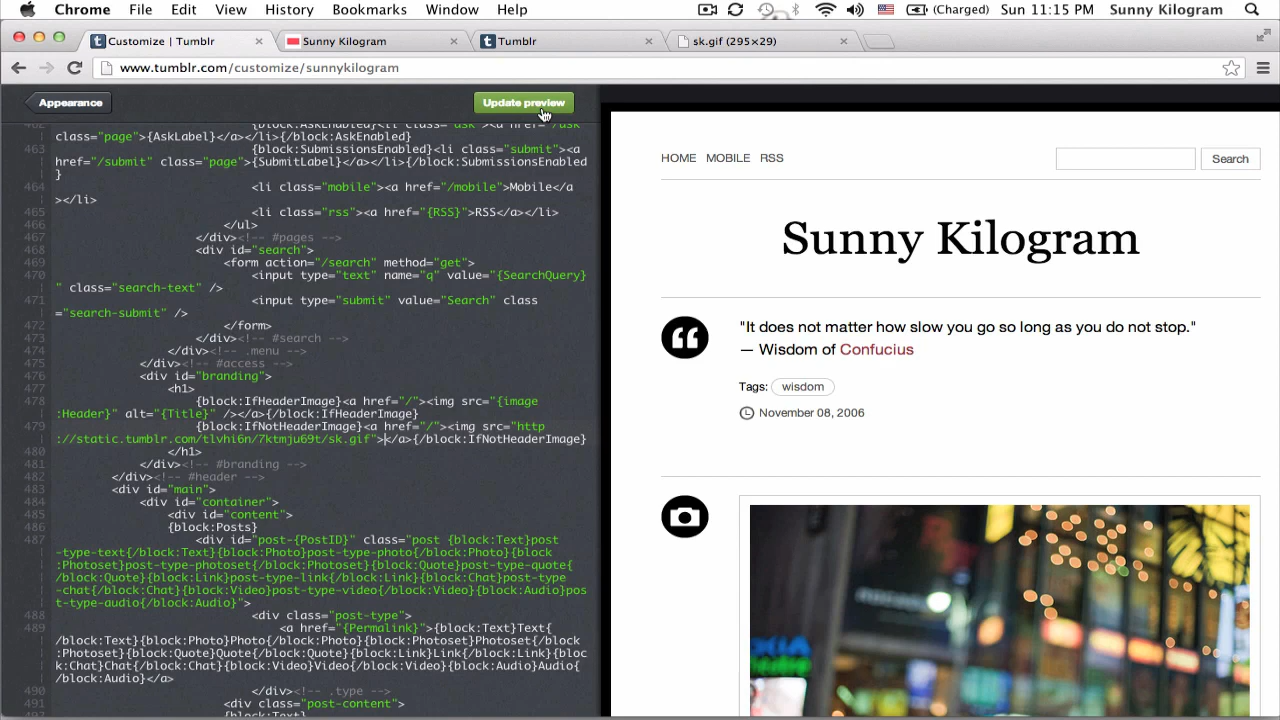 Chrome File Edit View History Bookmarks Window Help (Charged) Sun 11:15 PM Sunny Kilogram
Customize | Tumblr Sunny Kilogram Tumblr sk.gif (295×29)
www.tumblr.com/customize/sunnykilogram
Appearance Update preview
462 {block:AskEnabled}<li class="ask"><a href="/ask
class="page">{AskLabel}</a></li>{/block:AskEnabled}
463 {block:SubmissionsEnabled}<li class="submit"><a
href="/submit" class="page">{SubmitLabel}</a></li>{/block:SubmissionsEnabled
}
464 <li class="mobile"><a href="/mobile">Mobile</a
></li>
465 <li class="rss"><a href="{RSS}">RSS</a></li>
466 </ul>
467 </div><!-- #pages -->
468 <div id="search">
469 <form action="/search" method="get">
470 <input type="text" name="q" value="{SearchQuery}
" class="search-text" />
471 <input type="submit" value="Search" class
="search-submit" />
472 </form>
473 </div><!-- #search -->
474 </div><!-- .menu -->
475 </div><!-- #access -->
476 <div id="branding">
477 <h1>
478 {block:IfHeaderImage}<a href="/"><img src="{image
:Header}" alt="{Title}" /></a>{/block:IfHeaderImage}
479 {block:IfNotHeaderImage}<a href="/"><img src="http
://static.tumblr.com/tlvhi6n/7ktmju69t/sk.gif"></a>{/block:IfNotHeaderImage}
480 </h1>
481 </div><!-- #branding -->
482 </div><!-- #header -->
483 <div id="main">
484 <div id="container">
485 <div id="content">
486 {block:Posts}
487 <div id="post-{PostID}" class="post {block:Text}post
-type-text{/block:Text}{block:Photo}post-type-photo{/block:Photo}{block
:Photoset}post-type-photoset{/block:Photoset}{block:Quote}post-type-quote{
/block:Quote}{block:Link}post-type-link{/block:Link}{block:Chat}post-type
-chat{/block:Chat}{block:Video}post-type-video{/block:Video}{block:Audio}pos
t-type-audio{/block:Audio}">
488 <div class="post-type">
489 <a href="{Permalink}">{block:Text}Text{
/block:Text}{block:Photo}Photo{/block:Photo}{block:Photoset}Photoset{/block
:Photoset}{block:Quote}Quote{/block:Quote}{block:Link}Link{/block:Link}{bloc
k:Chat}Chat{/block:Chat}{block:Video}Video{/block:Video}{block:Audio}Audio{
/block:Audio}</a>
490 </div><!-- .type -->
491 <div class="post-content">
492 {block:Text}
HOME MOBILE RSS Search
Sunny Kilogram
"It does not matter how slow you go so long as you do not stop."
— Wisdom of Confucius
Tags: wisdom
November 08, 2006
NOKIA